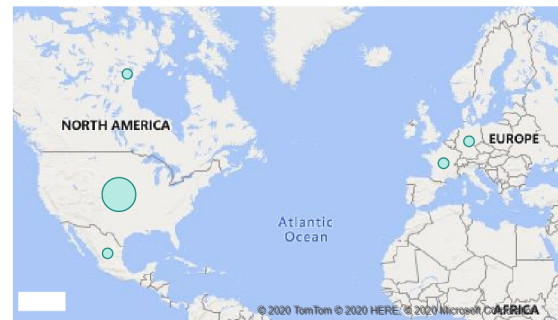 NORTH AMERICA
EUROPE
Atlantic
Ocean
© 2020 TomTom © 2020 HERE, © 2020 Microsoft
AFRICA